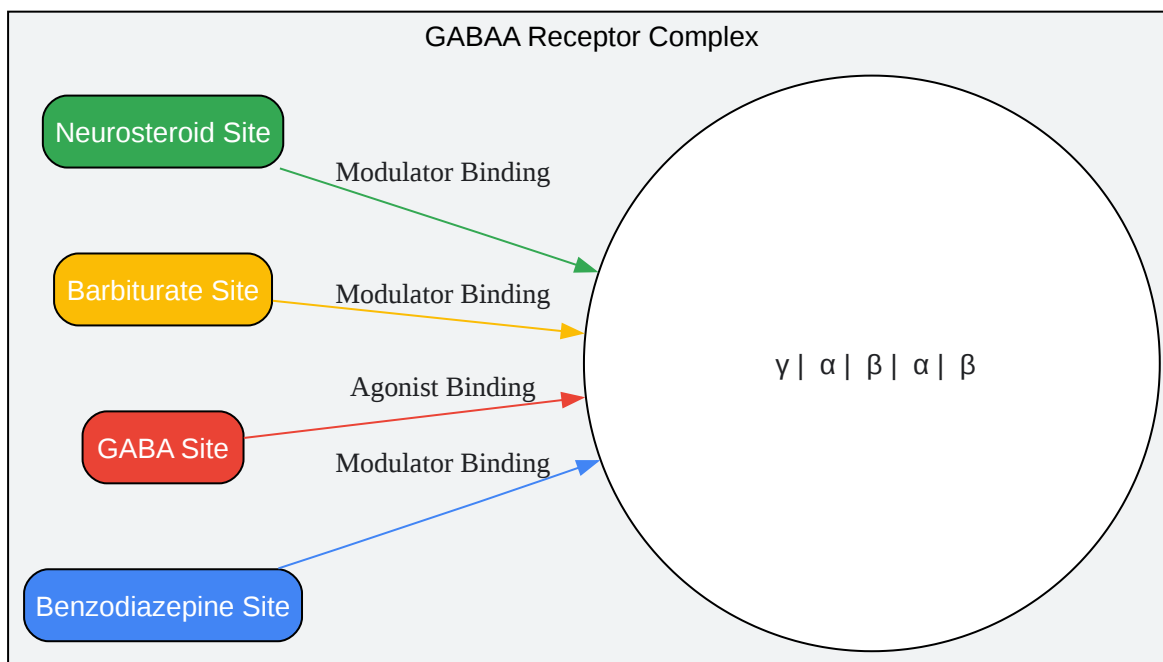 GABAA Receptor Complex
Neurosteroid Site
Modulator Binding
Barbiturate Site
Modulator Binding
γ | α | β | α | β
Agonist Binding
GABA Site
Modulator Binding
Benzodiazepine Site